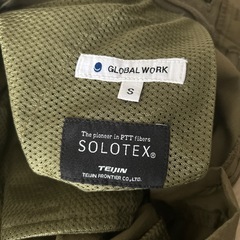 GLOBAL WORK
S
The pioneer in PTT fibers
SOLOTEX®
TEIJIN
TEIJIN FRONTIER CO.,LTD.